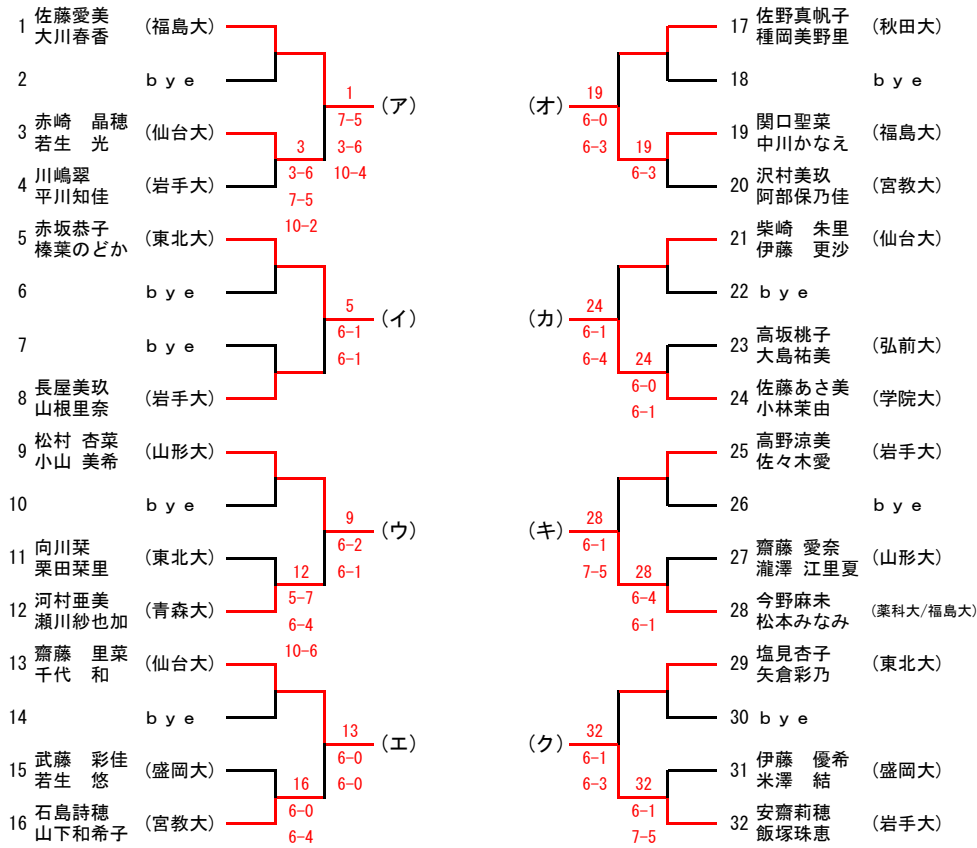 1 佐藤愛美 (福島大)
大川春香
2 ｂｙｅ
1 (ア)
7-5
3 赤崎　晶穂 (仙台大)
若生　光
3 3-6
3-6 10-4
4 川嶋翠 (岩手大)
平川知佳
7-5
10-2
5 赤坂恭子 (東北大)
榛葉のどか
6 ｂｙｅ
5 (イ)
6-1
7 ｂｙｅ
6-1
8 長屋美玖 (岩手大)
山根里奈
9 松村 杏菜 (山形大)
小山 美希
10 ｂｙｅ
9 (ウ)
6-2
11 向川栞 (東北大)
栗田栞里
12 6-1
5-7
12 河村亜美 (青森大)
瀬川紗也加
6-4
10-6
13 齋藤　里菜 (仙台大)
千代　和
14 ｂｙｅ
13 (エ)
6-0
15 武藤　彩佳 (盛岡大)
若生　悠
16 6-0
6-0
16 石島詩穂 (宮教大)
山下和希子
6-4
17 佐野真帆子 (秋田大)
種岡美野里
18 ｂｙｅ
(オ) 19
6-0
19 関口聖菜 (福島大)
中川かなえ
6-3 19
6-3
20 沢村美玖 (宮教大)
阿部保乃佳
21 柴崎　朱里 (仙台大)
伊藤　更沙
22 ｂｙｅ
(カ) 24
6-1
23 高坂桃子 (弘前大)
大島祐美
6-4 24
6-0
24 佐藤あさ美 (学院大)
小林茉由
6-1
25 高野涼美 (岩手大)
佐々木愛
26 ｂｙｅ
(キ) 28
6-1
27 齋藤 愛奈 (山形大)
瀧澤 江里夏
7-5 28
6-4
28 今野麻未 (薬科大/福島大)
松本みなみ
6-1
29 塩見杏子 (東北大)
矢倉彩乃
30 ｂｙｅ
(ク) 32
6-1
31 伊藤　優希 (盛岡大)
米澤　結
6-3 32
6-1
32 安齋莉穂 (岩手大)
飯塚珠恵
7-5